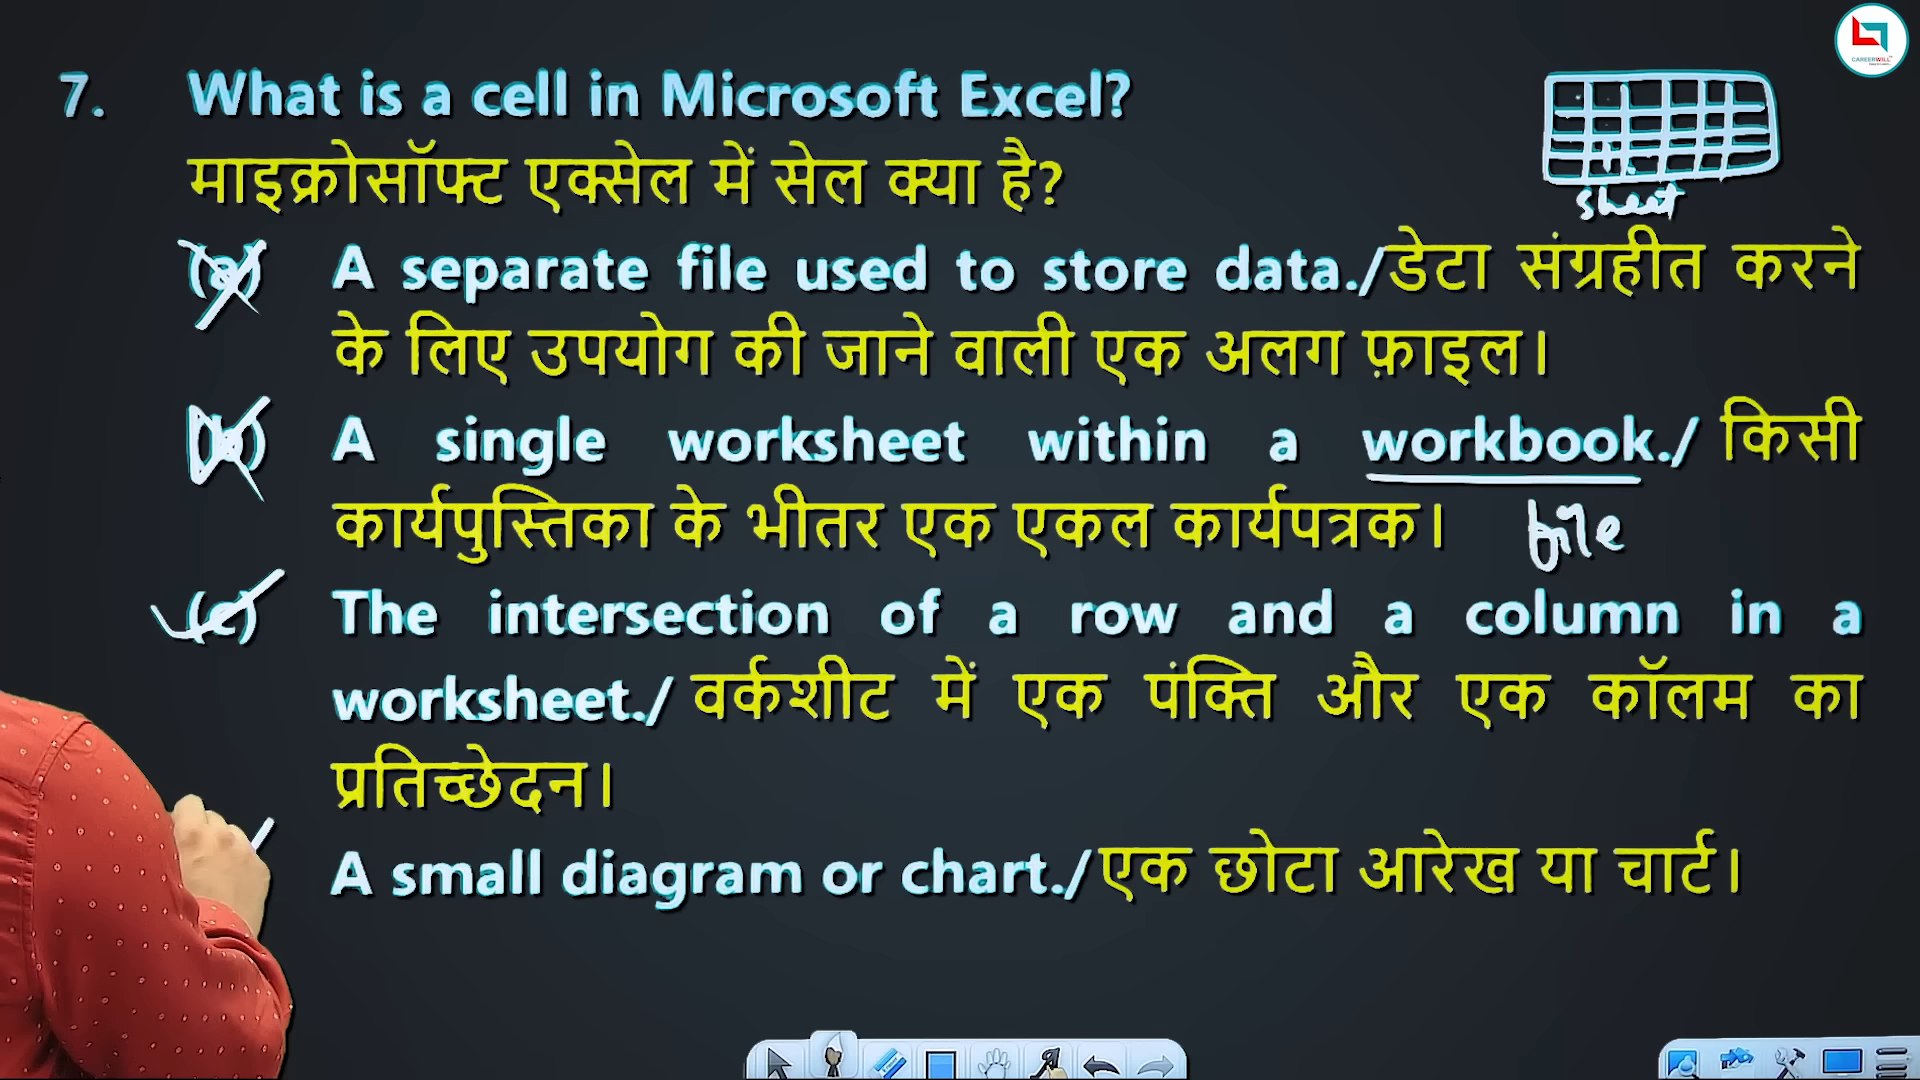 CAREERWILL
7. What is a cell in Microsoft Excel?
माइक्रोसॉफ्ट एक्सेल में सेल क्या है?
sheet
(a) A separate file used to store data./डेटा संग्रहीत करने
के लिए उपयोग की जाने वाली एक अलग फ़ाइल।
(b) A single worksheet within a workbook./ किसी
कार्यपुस्तिका के भीतर एक एकल कार्यपत्रक।
file
(c) The intersection of a row and a column in a
worksheet./ वर्कशीट में एक पंक्ति और एक कॉलम का
प्रतिच्छेदन।
A small diagram or chart./एक छोटा आरेख या चार्ट।